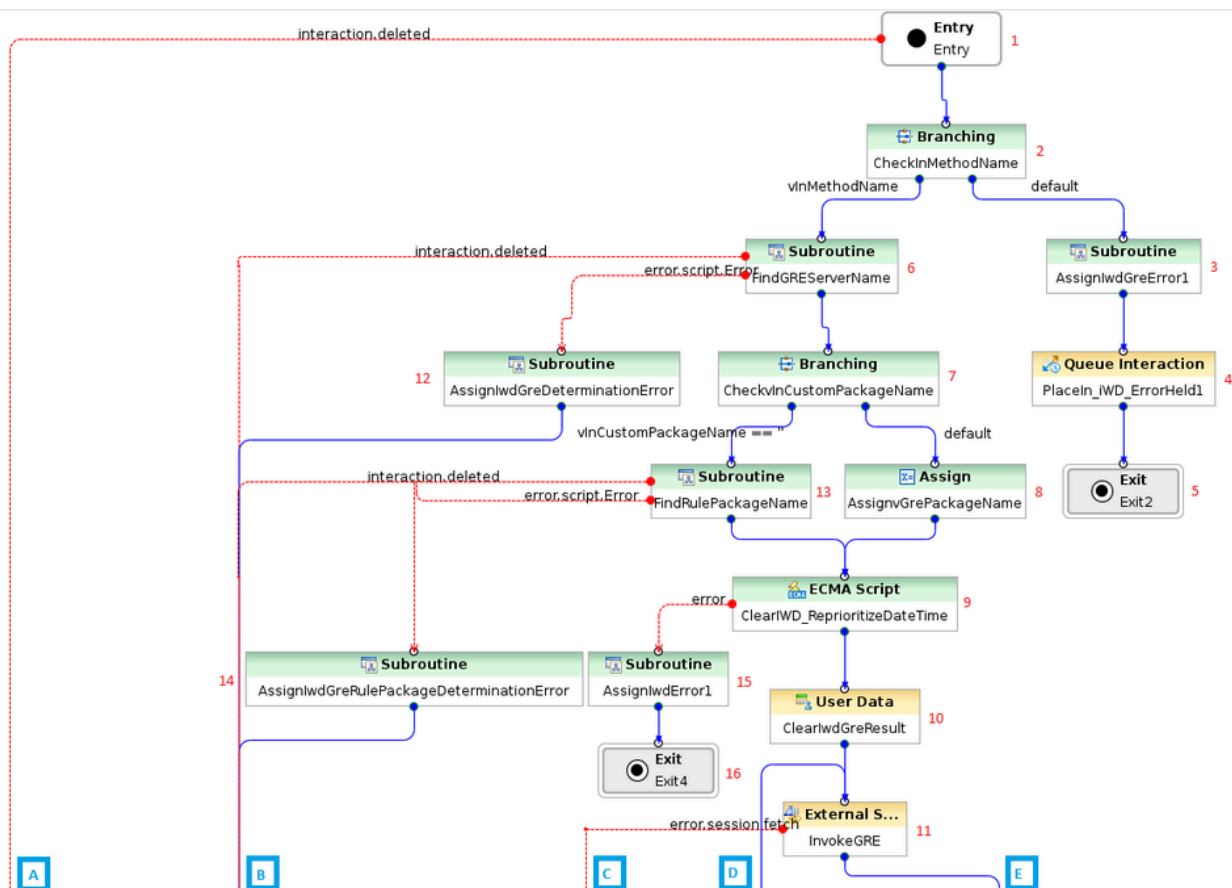 interaction.deleted
Entry
Entry
1
Branching
CheckInMethodName
2
vInMethodName
default
interaction.deleted
error.script.Error
Subroutine
FindGREServerName
6
Subroutine
AssignIwdGreError1
3
12
Subroutine
AssignIwdGreDeterminationError
Branching
CheckvInCustomPackageName
7
Queue Interaction
PlaceIn_iWD_ErrorHeld1
4
vInCustomPackageName == ''
default
interaction.deleted
error.script.Error
Subroutine
FindRulePackageName
13
Assign
AssignvGrePackageName
8
Exit
Exit2
5
error
ECMA Script
ClearIWD_ReprioritizeDateTime
9
14
Subroutine
AssignIwdGreRulePackageDeterminationError
Subroutine
AssignIwdError1
15
User Data
ClearIwdGreResult
10
Exit
Exit4
16
error.session.fetch
External S...
InvokeGRE
11
A
B
C
D
E